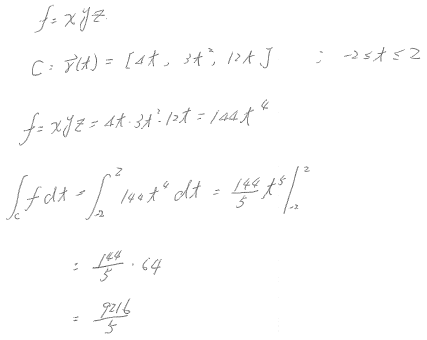 f = xyz
C: r⃗(t) = [4t, 3t², 12t] ; -2 ≤ t ≤ 2
f = xyz = 4t·3t²·12t = 144t⁴
∫_C f dt = ∫_{-2}^{2} 144t⁴ dt = 144/5 t⁵ |_{-2}^{2}
= 144/5 · 64
= 9216/5